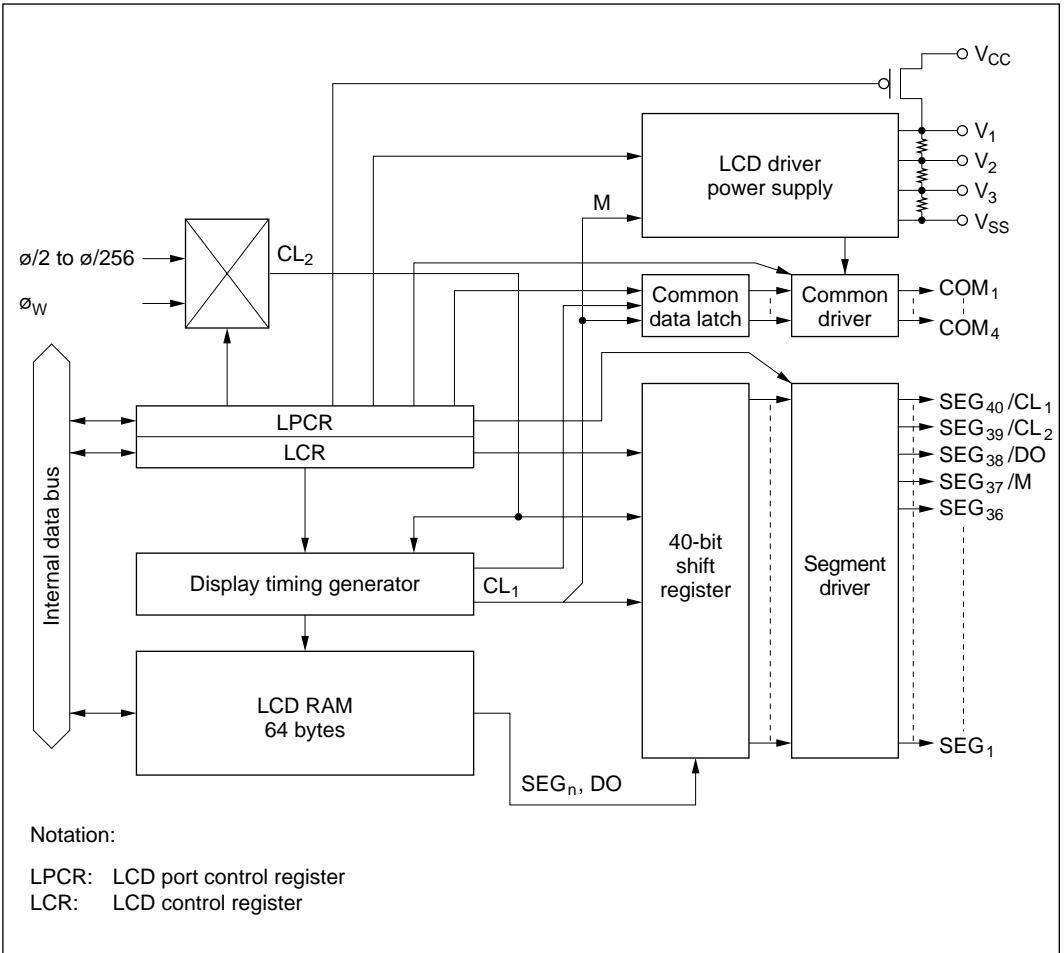 V_CC
V_1
LCD driver
power supply
V_2
V_3
M
V_SS
ø/2 to ø/256
CL_2
ø_W
Common
data latch
Common
driver
COM_1
COM_4
LPCR
LCR
SEG_40/CL_1
SEG_39/CL_2
SEG_38/DO
SEG_37/M
SEG_36
Internal data bus
40-bit
shift
register
Segment
driver
Display timing generator
CL_1
LCD RAM
64 bytes
SEG_1
SEG_n, DO
Notation:
LPCR: LCD port control register
LCR: LCD control register